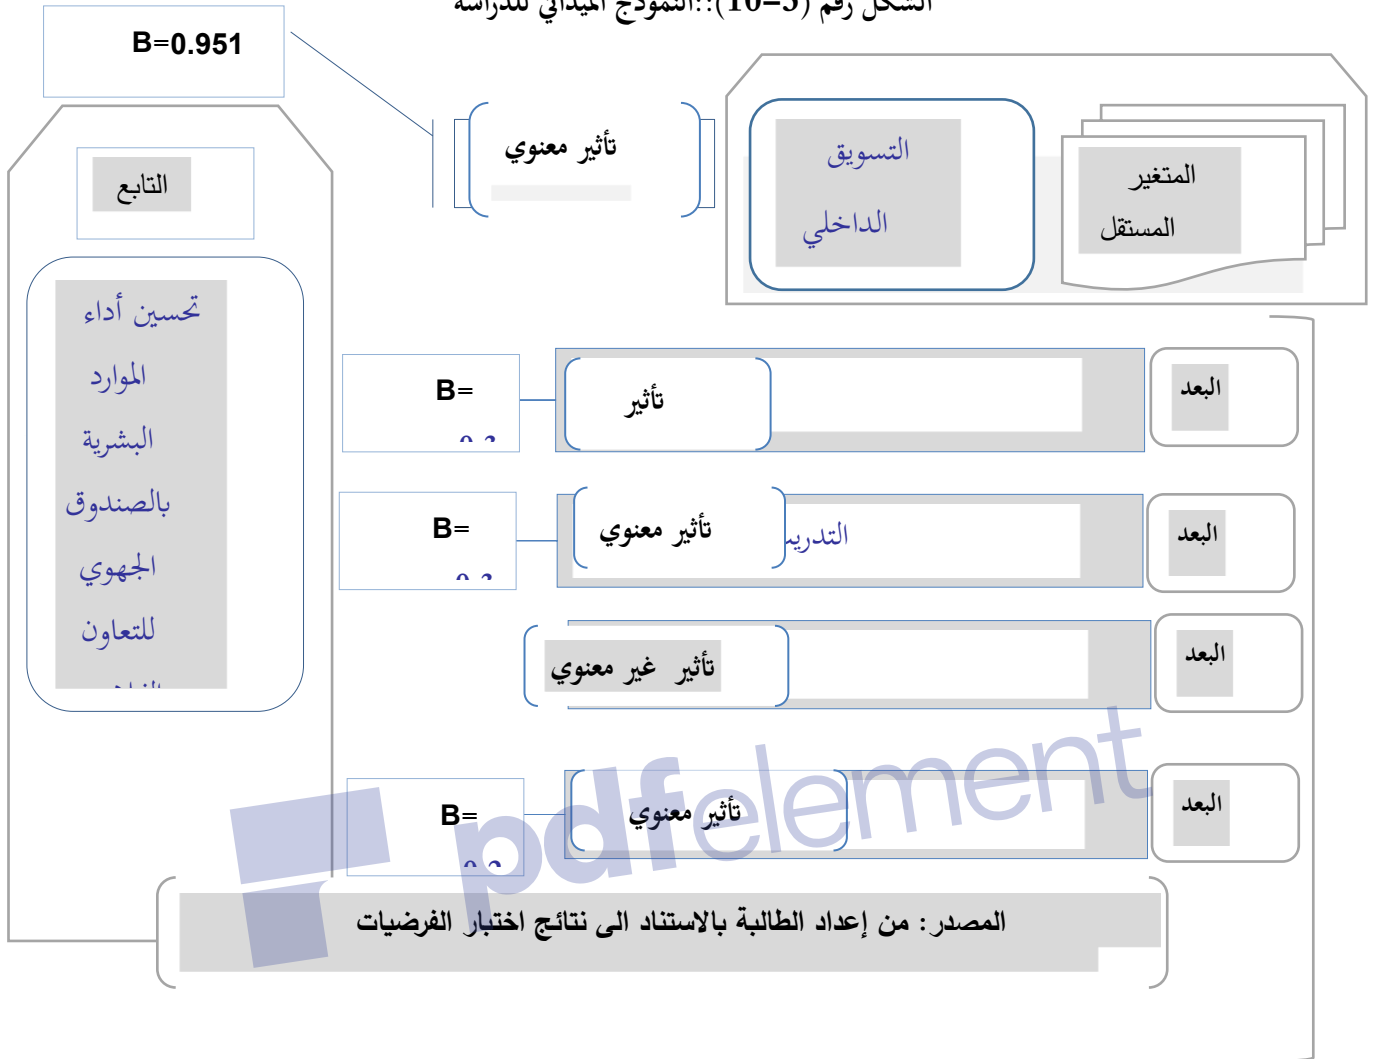 الشكل رقم (3-10)::النموذج الميداني للدراسة
B=0.951
تأثير معنوي
التسويق
الداخلي
المتغير
المستقل
التابع
تحسين أداء
الموارد
البشرية
بالصندوق
الجهوي
للتعاون
البعد
تأثير
B=
البعد
التدريب
تأثير معنوي
B=
البعد
تأثير غير معنوي
البعد
تأثير معنوي
B=
المصدر: من إعداد الطالبة بالاستناد الى نتائج اختبار الفرضيات
pdfelement